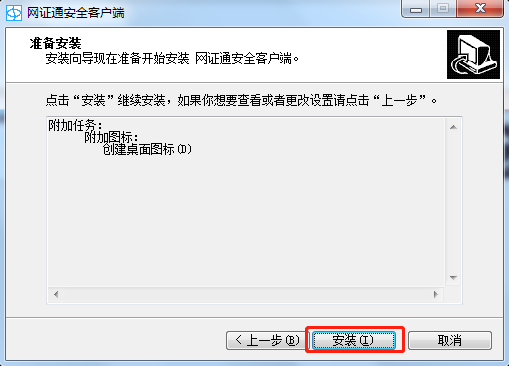 网证通安全客户端
准备安装
安装向导现在准备开始安装 网证通安全客户端。
点击“安装”继续安装，如果你想要查看或者更改设置请点击“上一步”。
附加任务:
附加图标:
创建桌面图标(D)
< 上一步(B)
安装(I)
取消